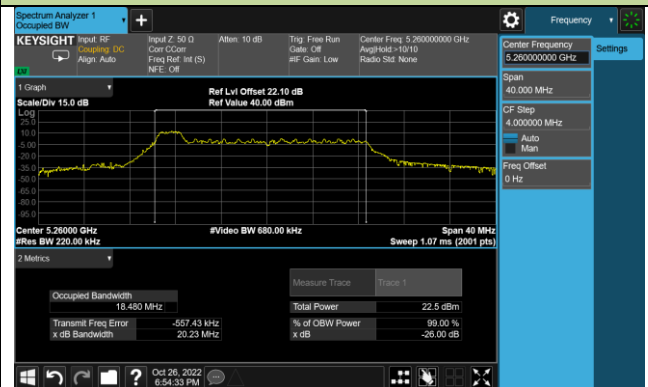 Spectrum Analyzer 1
Occupied BW
Frequency
KEYSIGHT
Input: RF
Coupling: DC
Align: Auto
Input Z: 50 Ω
Corr CCorr
Freq Ref: Int (S)
NFE: Off
Atten: 10 dB
Trig: Free Run
Gate: Off
#IF Gain: Low
Center Freq: 5.260000000 GHz
Avg|Hold:>10/10
Radio Std: None
Center Frequency
5.260000000 GHz
Settings
Span
40.000 MHz
CF Step
4.000000 MHz
Auto
Man
Freq Offset
0 Hz
1 Graph
Scale/Div 15.0 dB
Ref Lvl Offset 22.10 dB
Ref Value 40.00 dBm
Log
25.0
10.0
-5.00
-20.0
-35.0
-50.0
-65.0
-80.0
-95.0
Center 5.26000 GHz
#Res BW 220.00 kHz
#Video BW 680.00 kHz
Span 40 MHz
Sweep 1.07 ms (2001 pts)
2 Metrics
Measure Trace
Trace 1
Occupied Bandwidth
18.480 MHz
Total Power
22.5 dBm
Transmit Freq Error
-557.43 kHz
% of OBW Power
99.00 %
x dB Bandwidth
20.23 MHz
x dB
-26.00 dB
Oct 26, 2022
6:54:33 PM